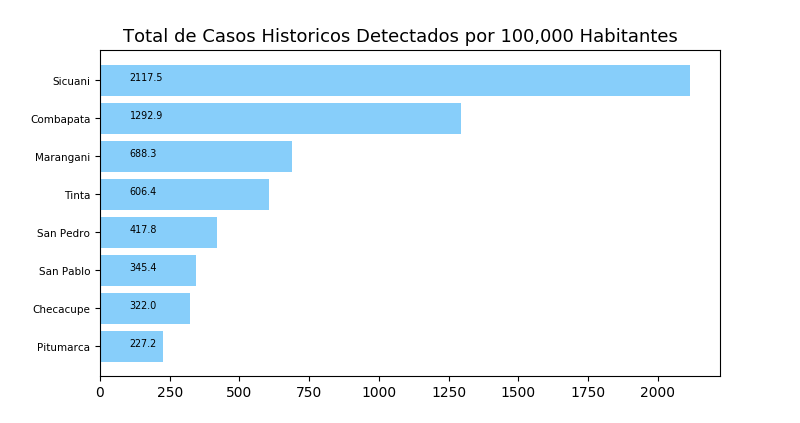 Total de Casos Historicos Detectados por 100,000 Habitantes
Sicuani 2117.5
Combapata 1292.9
Marangani 688.3
Tinta 606.4
San Pedro 417.8
San Pablo 345.4
Checacupe 322.0
Pitumarca 227.2
0 250 500 750 1000 1250 1500 1750 2000